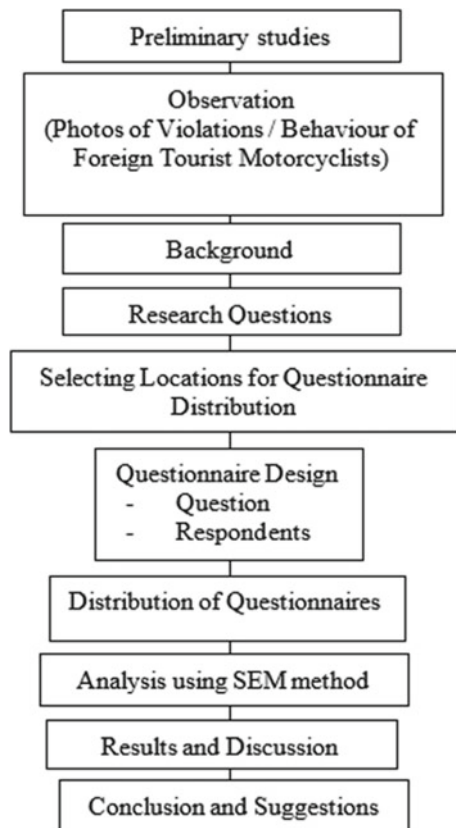 Preliminary studies
Observation
(Photos of Violations / Behaviour of
Foreign Tourist Motorcyclists)
Background
Research Questions
Selecting Locations for Questionnaire
Distribution
Questionnaire Design
- Question
- Respondents
Distribution of Questionnaires
Analysis using SEM method
Results and Discussion
Conclusion and Suggestions